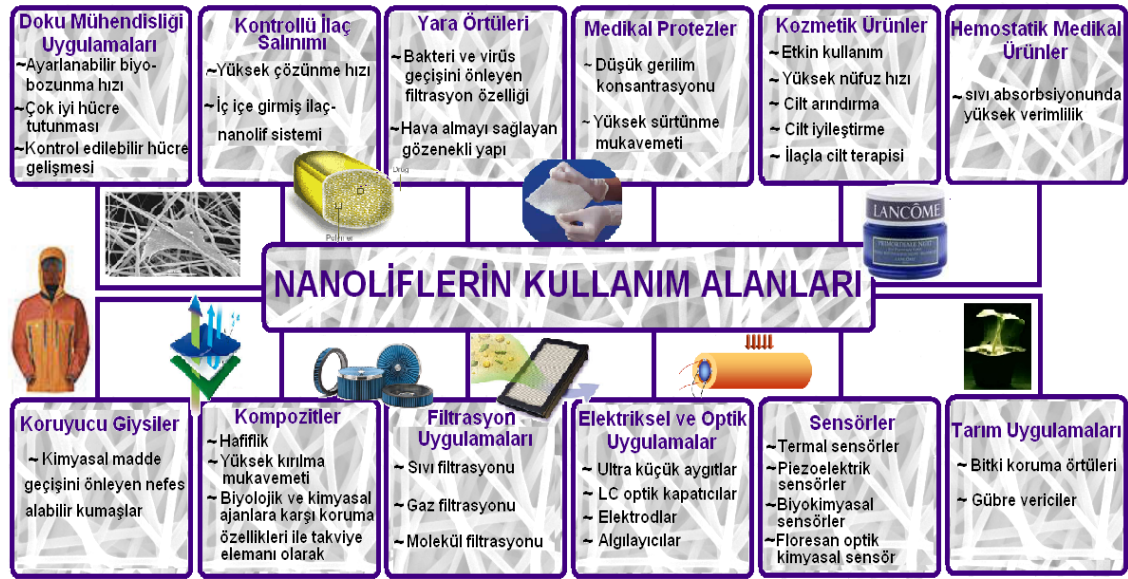 Doku Mühendisliği
Uygulamaları
~Ayarlanabilir biyo-
bozunma hızı
~Çok iyi hücre
tutunması
~Kontrol edilebilir hücre
gelişmesi
Kontrollü İlaç
Salınımı
~Yüksek çözünme hızı
~İç içe girmiş ilaç-
nanolif sistemi
Yara Örtüleri
~Bakteri ve virüs
geçişini önleyen
filtrasyon özelliği
~Hava almayı sağlayan
gözenekli yapı
Medikal Protezler
~Düşük gerilim
konsantrasyonu
~Yüksek sürtünme
mukavemeti
Kozmetik Ürünler
~Etkin kullanım
~Yüksek nüfuz hızı
~Cilt arındırma
~Cilt iyileştirme
~İlaçla cilt terapisi
Hemostatik Medikal
Ürünler
~sıvı absorbsiyonunda
yüksek verimlilik
Drug
Polymer
LANCÔME
PRIMORDIALE NUIT
NANOLİFLERİN KULLANIM ALANLARI
Koruyucu Giysiler
~Kimyasal madde
geçişini önleyen nefes
alabilir kumaşlar
Kompozitler
~Hafiflik
~Yüksek kırılma
mukavemeti
~Biyolojik ve kimyasal
ajanlara karşı koruma
özellikleri ile takviye
elemanı olarak
Filtrasyon
Uygulamaları
~Sıvı filtrasyonu
~Gaz filtrasyonu
~Molekül filtrasyonu
Elektriksel ve Optik
Uygulamalar
~Ultra küçük aygıtlar
~LC optik kapatıcılar
~Elektrodlar
~Algılayıcılar
Sensörler
~Termal sensörler
~Piezoelektrik
sensörler
~Biyokimyasal
sensörler
~Floresan optik
kimyasal sensör
Tarım Uygulamaları
~Bitki koruma örtüleri
~Gübre vericiler